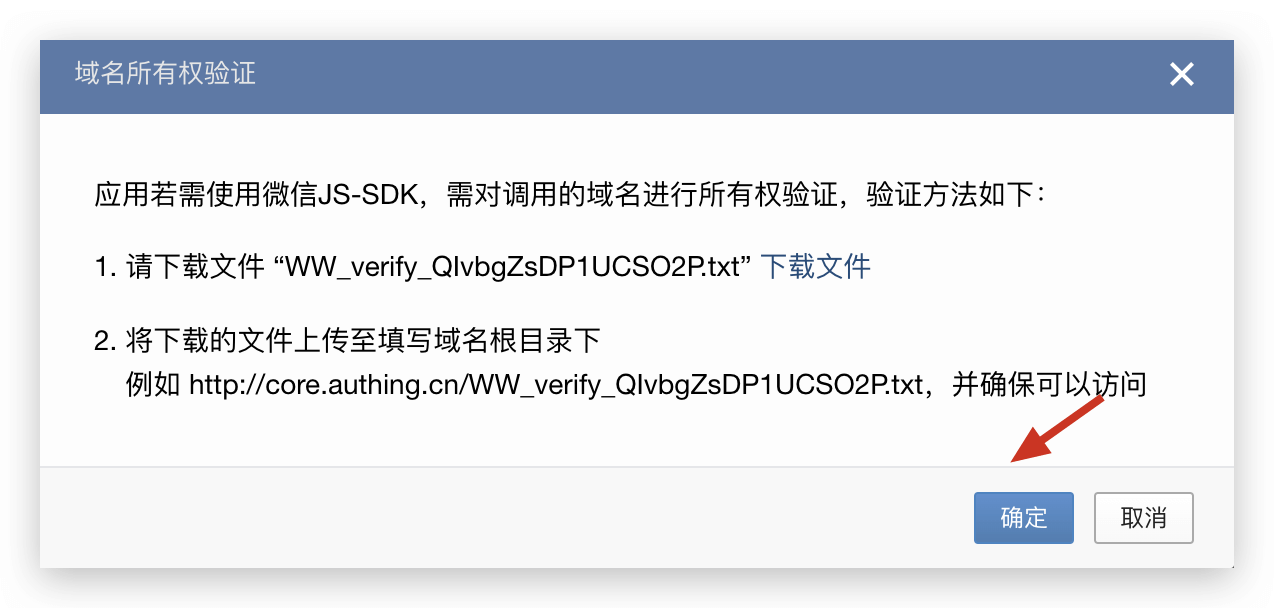 域名所有权验证
应用若需使用微信JS-SDK，需对调用的域名进行所有权验证，验证方法如下：
1. 请下载文件 “WW_verify_QIvbgZsDP1UCSO2P.txt” 下载文件
2. 将下载的文件上传至填写域名根目录下
例如 http://core.authing.cn/WW_verify_QIvbgZsDP1UCSO2P.txt，并确保可以访问
确定 取消